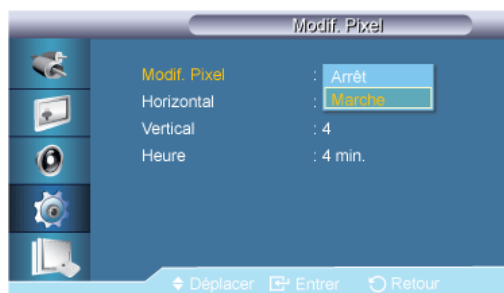 Modif. Pixel
Modif. Pixel : Arrêt
Horizontal : Marche
Vertical : 4
Heure : 4 min.
Déplacer Entrer Retour